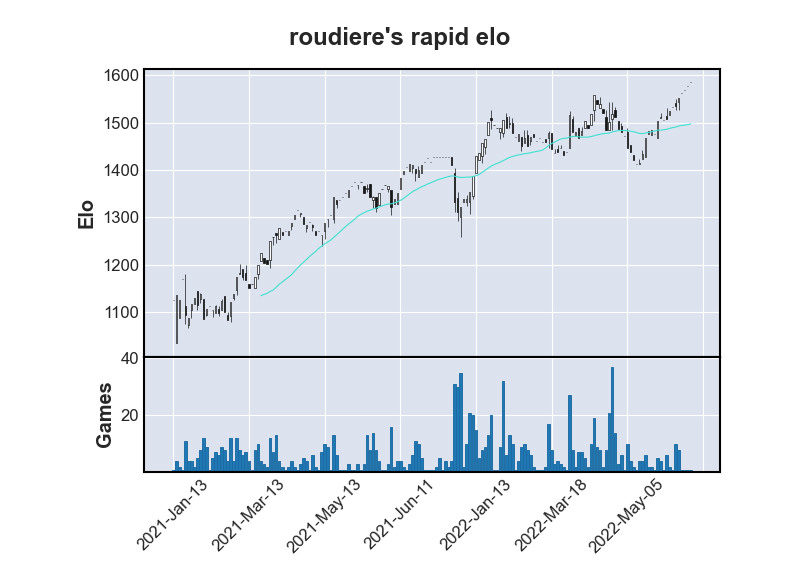 roudiere's rapid elo
Elo
1600
1500
1400
1300
1200
1100
Games
40
20
2021-Jan-13
2021-Mar-13
2021-May-13
2021-Jun-11
2022-Jan-13
2022-Mar-18
2022-May-05